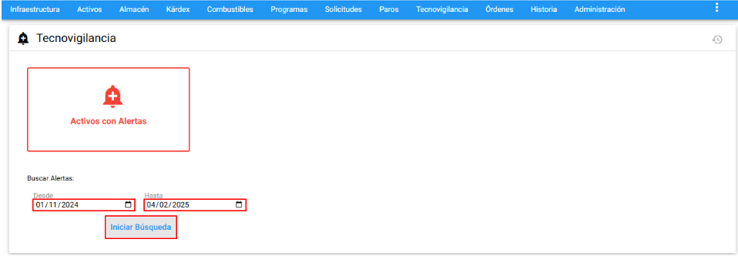 Infraestructura Activos Almacén Kárdex Combustibles Programas Solicitudes Paros Tecnovigilancia Órdenes Historia Administración
Tecnovigilancia
Activos con Alertas
Buscar Alertas:
Desde Hasta
01/11/2024 04/02/2025
Iniciar Búsqueda